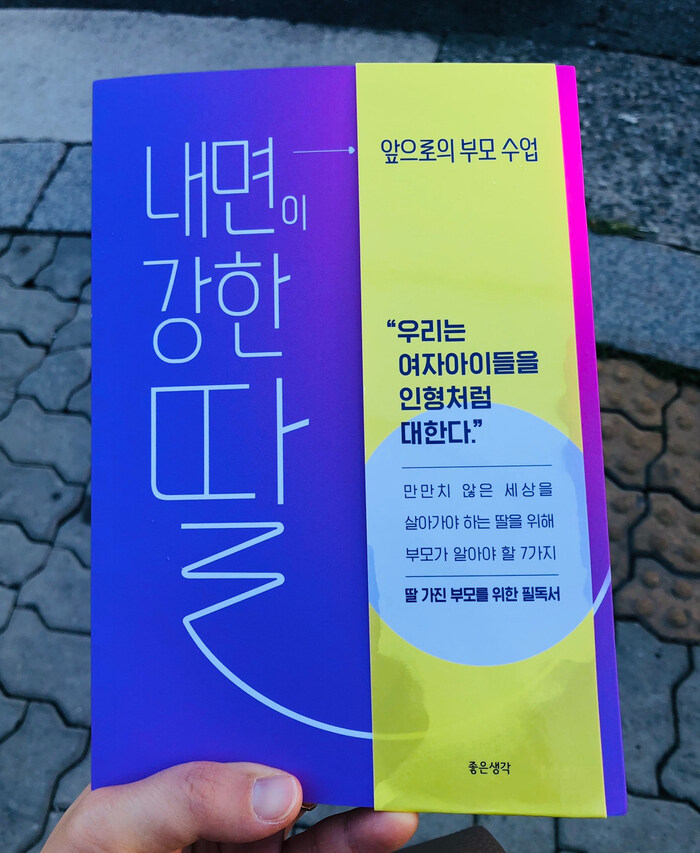 내면이
강한
딸
앞으로의 부모 수업
“우리는
여자아이들을
인형처럼
대한다.”
만만치 않은 세상을
살아가야 하는 딸을 위해
부모가 알아야 할 7가지
딸 가진 부모를 위한 필독서
좋은생각